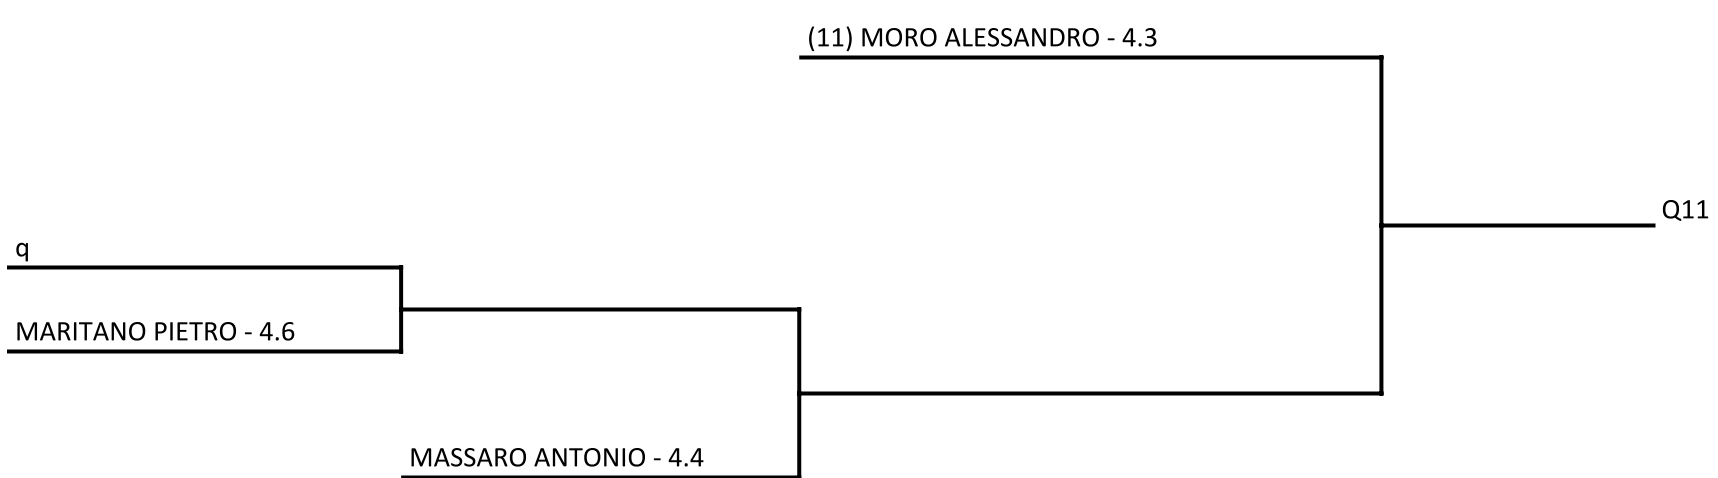 (11) MORO ALESSANDRO - 4.3
Q11
q
MARITANO PIETRO - 4.6
MASSARO ANTONIO - 4.4